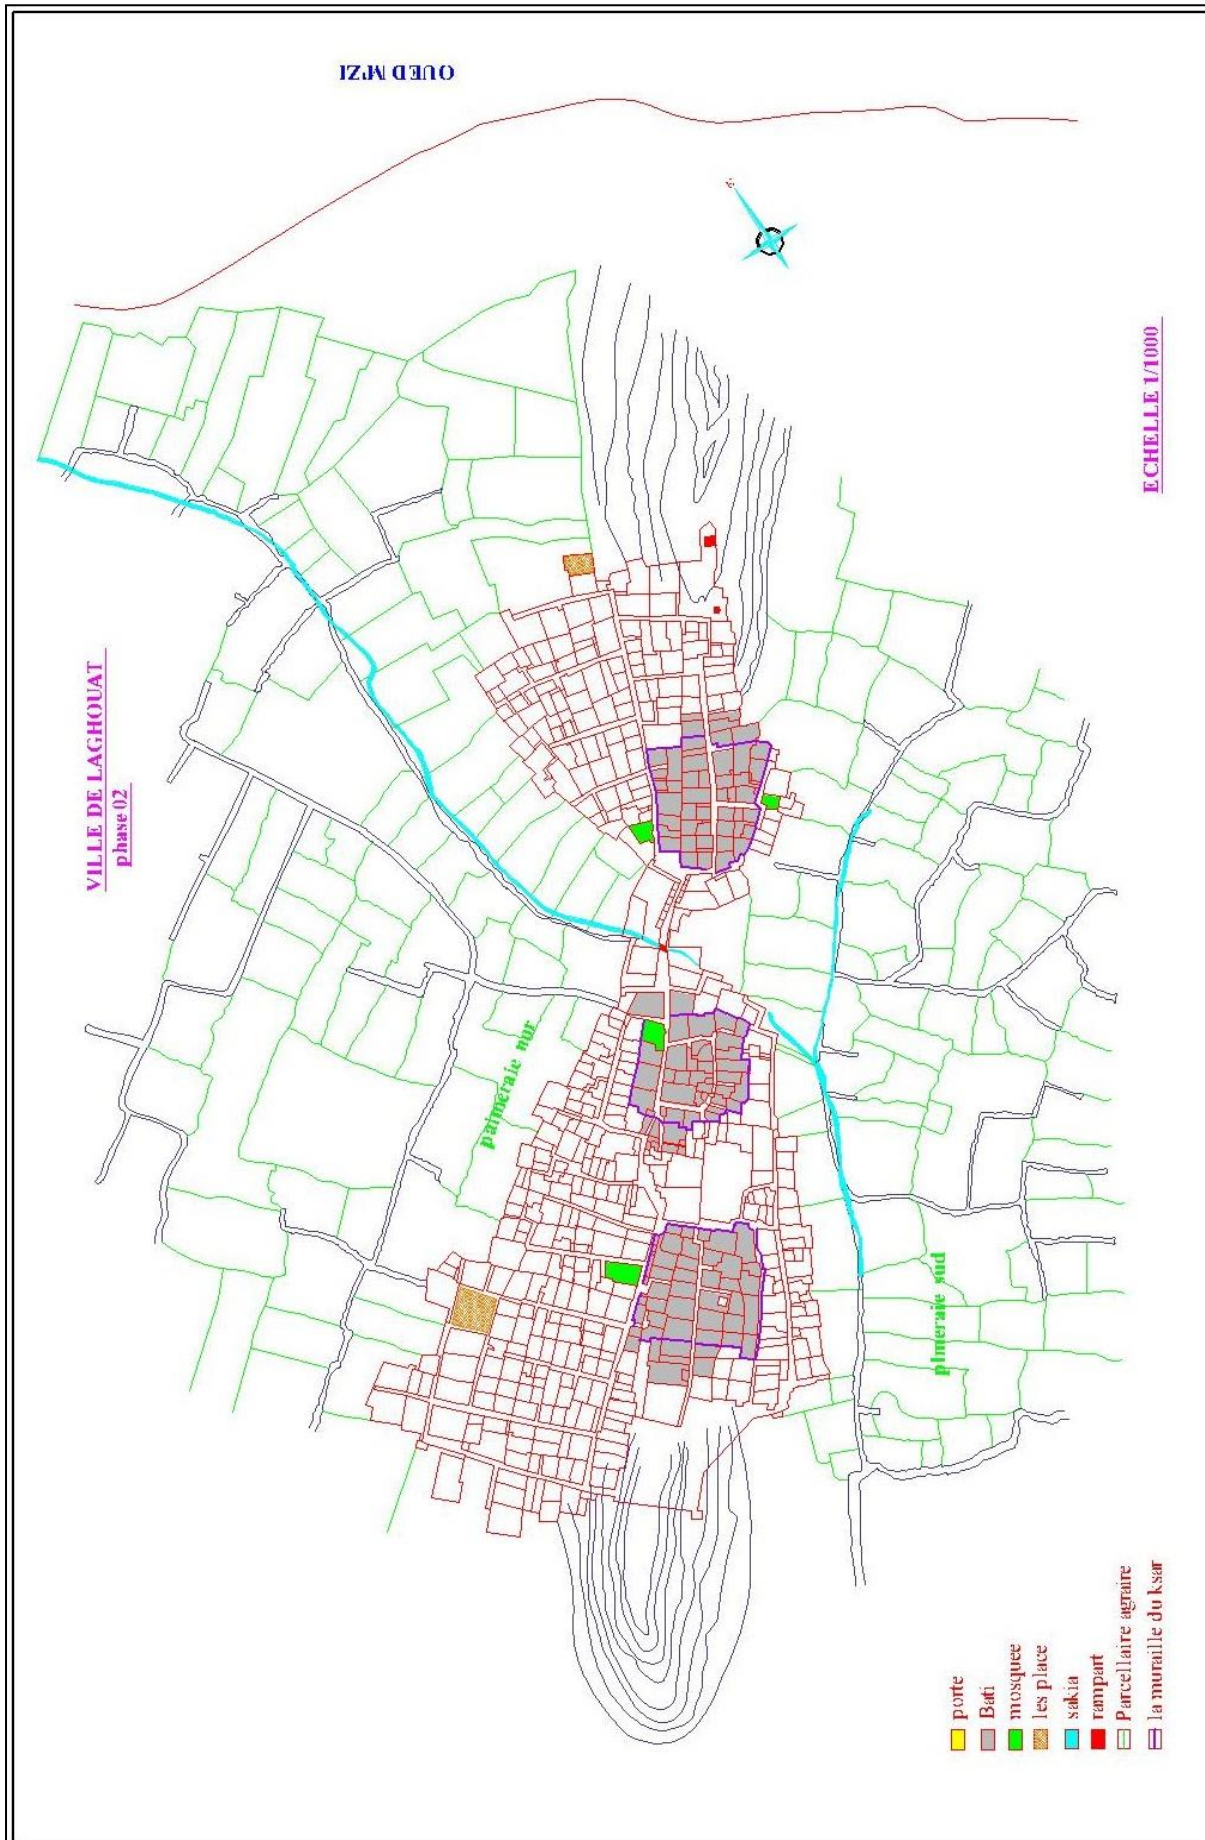 OUED M'ZI
VILLE DE LAGHOUAT
phase 02
ECHELLE 1/1000
palmeraie nor
plmeraie sud
porte
Bati
mosquee
les place
sakia
rampart
Parcellaire agraire
la muraille du ksar